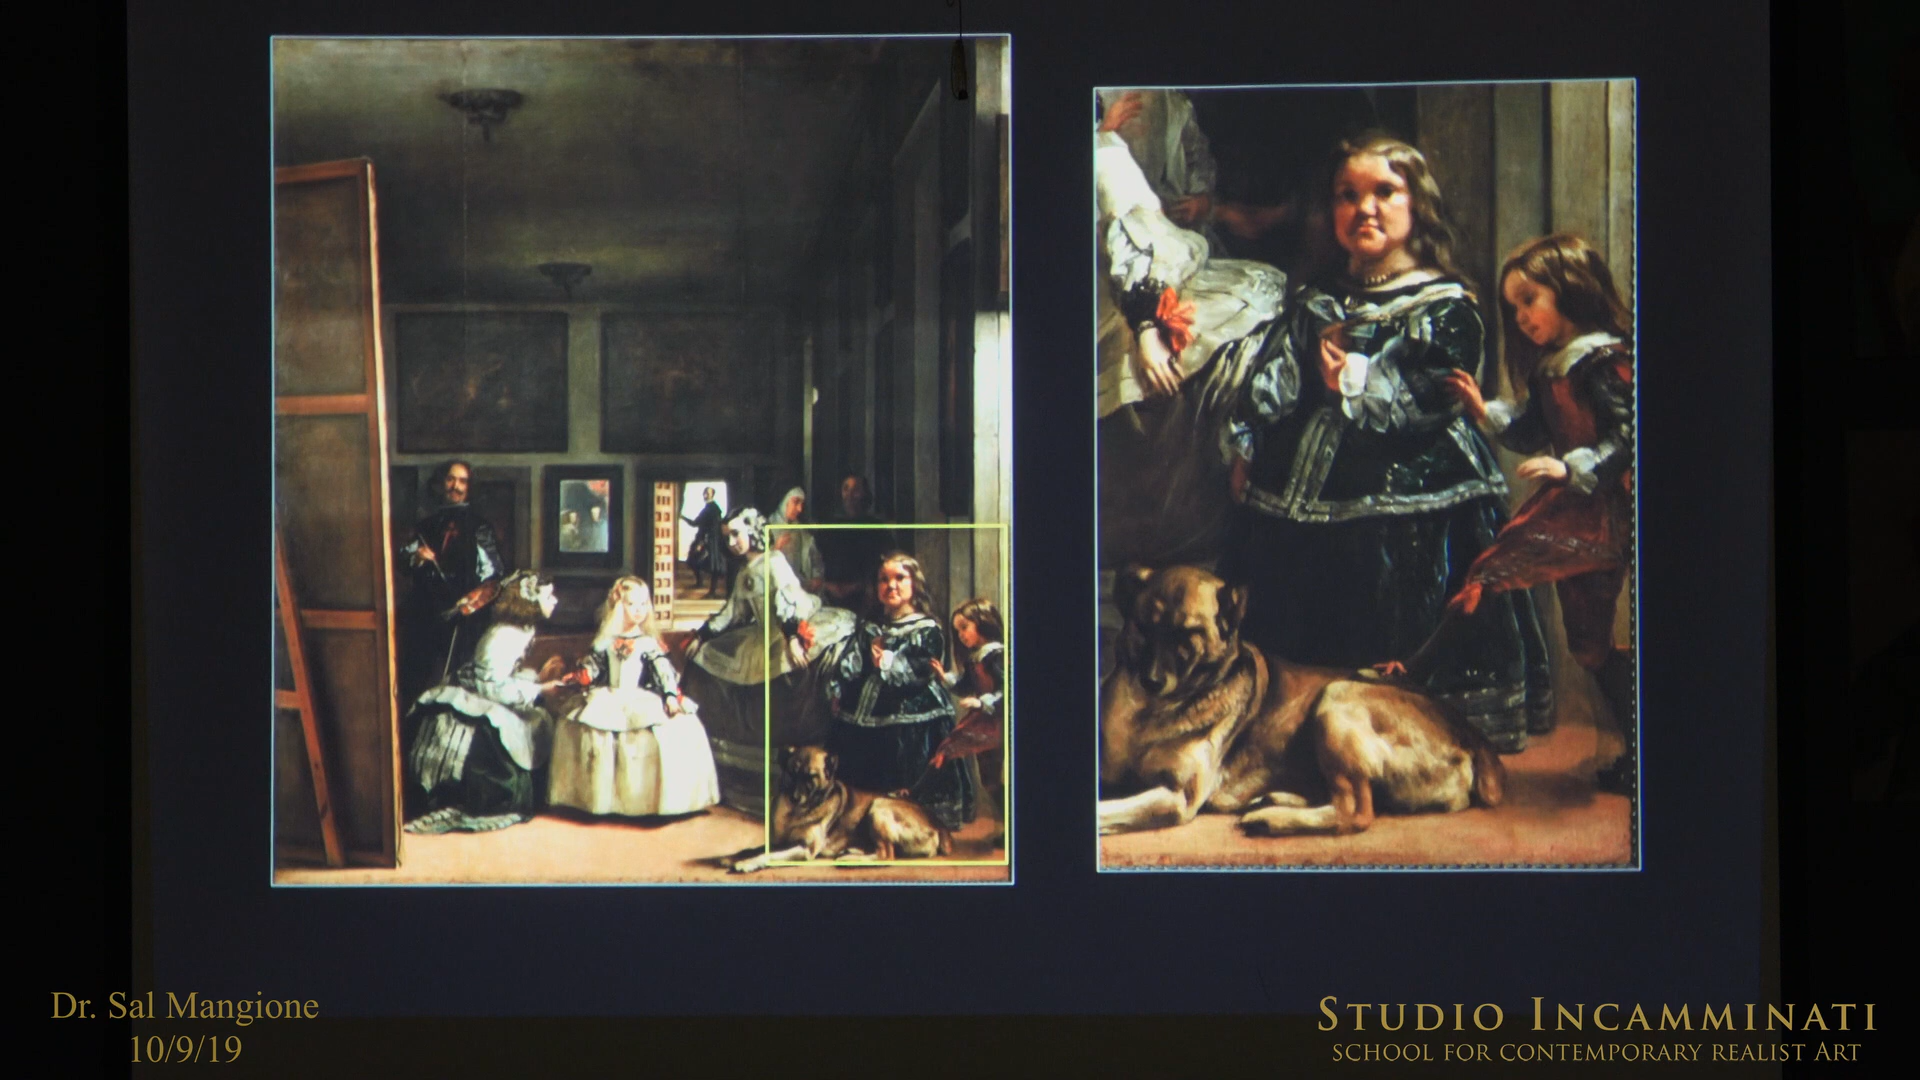 Dr. Sal Mangione
10/9/19
STUDIO INCAMMINATI
SCHOOL FOR CONTEMPORARY REALIST ART